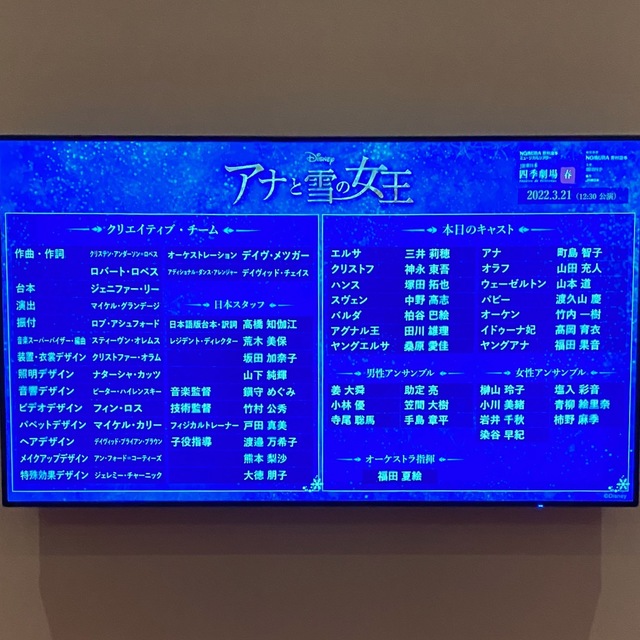 Disney
アナと雪の女王
四季劇場 春
2022.3.21 (12:30 公演)
クリエイティブ・チーム
作曲・作詞 クリステン・アンダーソン=ロペス
ロバート・ロペス
台本 ジェニファー・リー
演出 マイケル・グランデージ
振付 ロブ・アシュフォード
音楽スーパーバイザー・編曲 スティーヴン・オレムス
装置・衣裳デザイン クリストファー・オラム
照明デザイン ナターシャ・カッツ
音響デザイン ピーター・ハイレンスキー
ビデオデザイン フィン・ロス
パペットデザイン マイケル・カリー
ヘアデザイン デイヴィッド・ブライアン・ブラウン
メイクアップデザイン アン・フォード=コーティーズ
特殊効果デザイン ジェレミー・チャーニック
オーケストレーション デイヴ・メツガー
アディショナル・ダンス・アレンジャー デイヴィッド・チェイス
日本スタッフ
日本語版台本・訳詞 高橋 知伽江
レジデント・ディレクター 荒木 美保
坂田 加奈子
山下 純輝
音楽監督 鎮守 めぐみ
技術監督 竹村 公秀
フィジカルトレーナー 戸田 真美
子役指導 渡邉 万希子
熊本 梨沙
大徳 朋子
本日のキャスト
エルサ 三井 莉穂 アナ 町島 智子
クリストフ 神永 東吾 オラフ 山田 充人
ハンス 塚田 拓也 ウェーゼルトン 山本 道
スヴェン 中野 高志 パビー 渡久山 慶
バルダ 柏谷 巴絵 オーケン 竹内 一樹
アグナル王 田川 雄理 イドゥーナ妃 髙岡 育衣
ヤングエルサ 桑原 愛佳 ヤングアナ 福田 果音
男性アンサンブル
姜 大舜 助定 亮
小林 優 笠間 大樹
寺尾 聡馬 手島 章平
女性アンサンブル
榊山 玲子 塩入 彩音
小川 美緒 青柳 絵里奈
岩井 千秋 柿野 麻季
染谷 早紀
オーケストラ指揮
福田 夏絵
©Disney